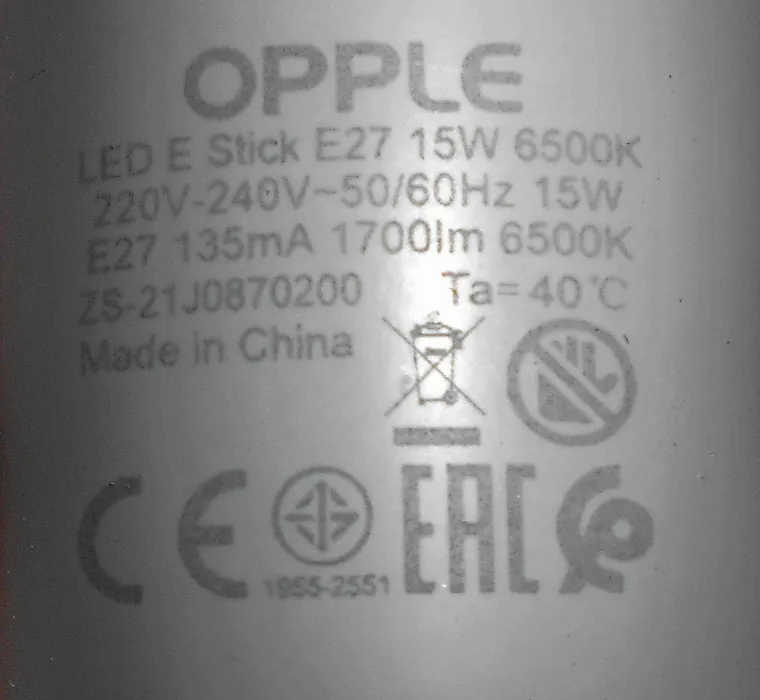 OPPLE
LED E Stick E27 15W 6500K
220V-240V~50/60Hz 15W
E27 135mA 1700lm 6500K
ZS-21J0870200 Ta=40℃
Made in China
CE 1955-2551 EAC